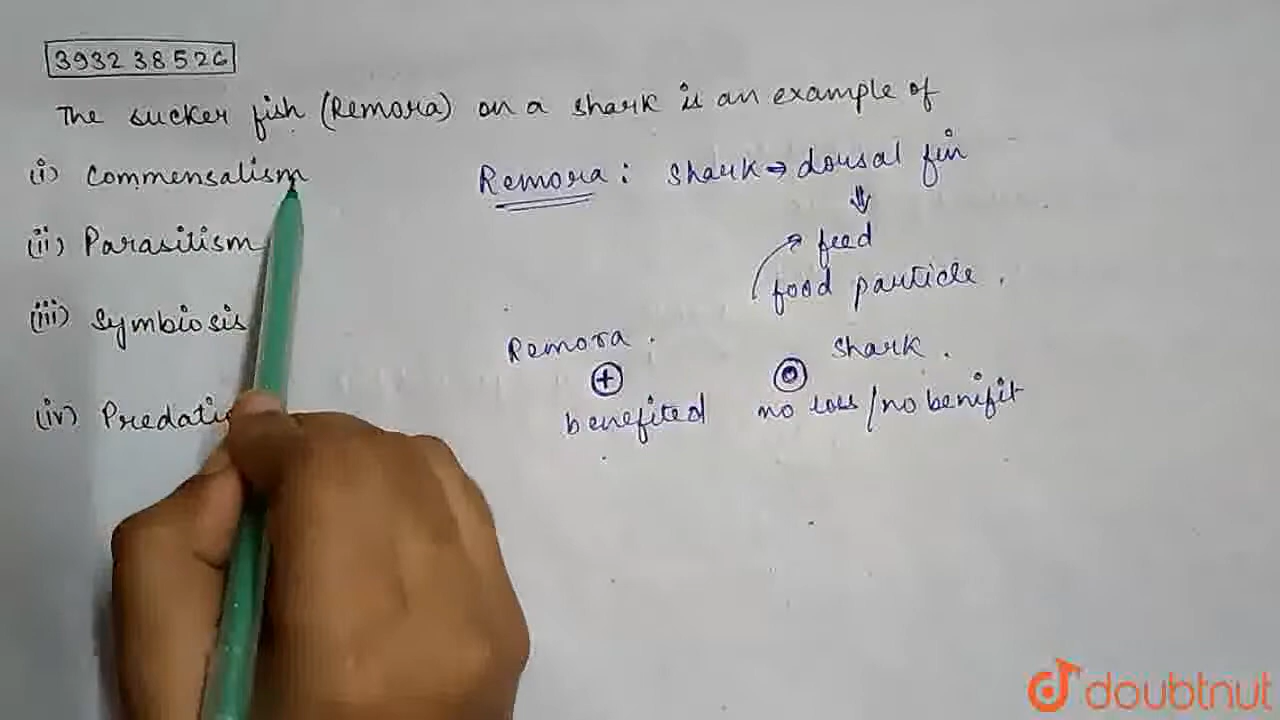 3932 38526
The sucker fish (Remora) on a shark is an example of
(i) Commensalism
Remora : Shark → dorsal fin
⇓
(ii) Parasitism
feed
food particle .
(iii) Symbiosis
Remora .
Shark .
+
0
(iv) Predati
benefited
no loss / no benifit
doubtnut